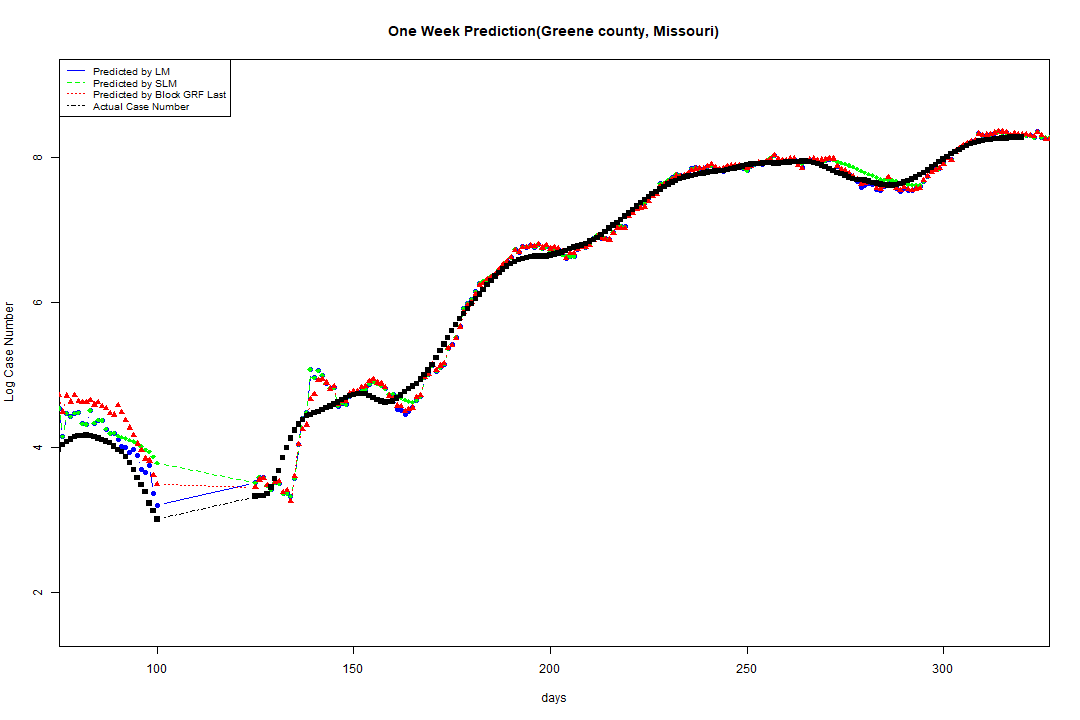 One Week Prediction(Greene county, Missouri)
Predicted by LM
Predicted by SLM
Predicted by Block GRF Last
Actual Case Number
8
6
4
2
Log Case Number
100 150 200 250 300
days